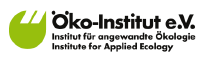 Öko-Institut e.V.
Institut für angewandte Ökologie
Institute for Applied Ecology